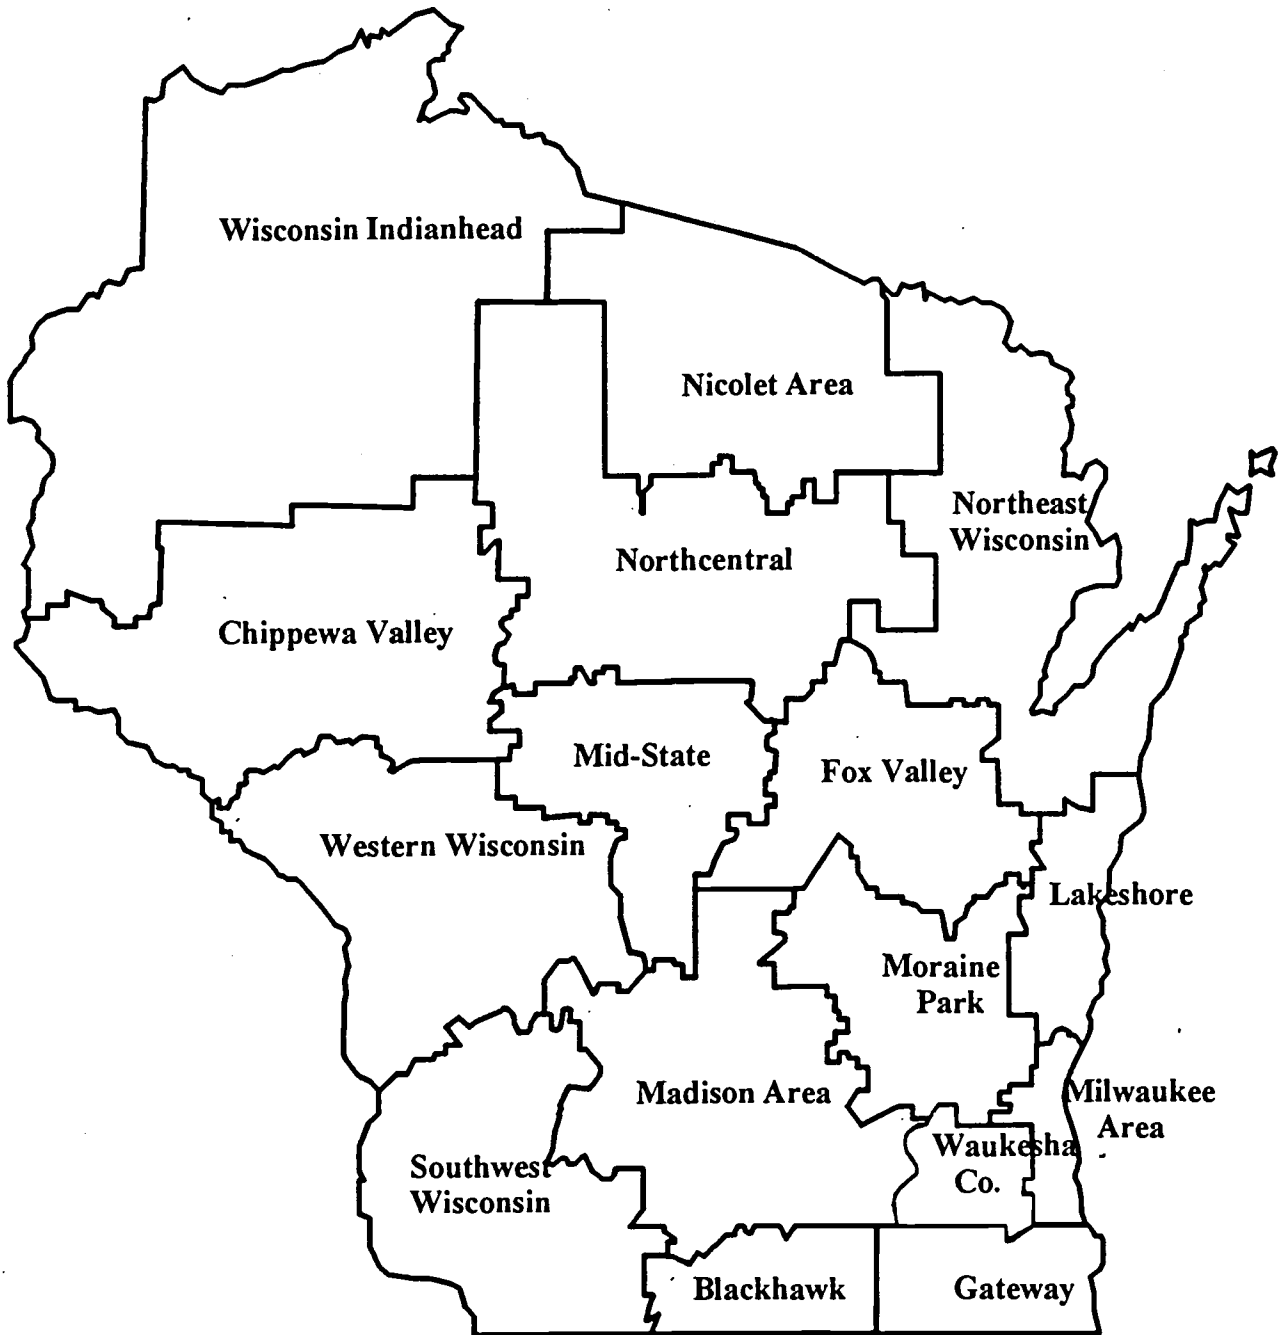 Wisconsin Indianhead
Nicolet Area
Northeast
Wisconsin
Northcentral
Chippewa Valley
Mid-State
Fox Valley
Western Wisconsin
Lakeshore
Moraine
Park
Madison Area
Milwaukee
Area
Waukesha
Co.
Southwest
Wisconsin
Blackhawk
Gateway